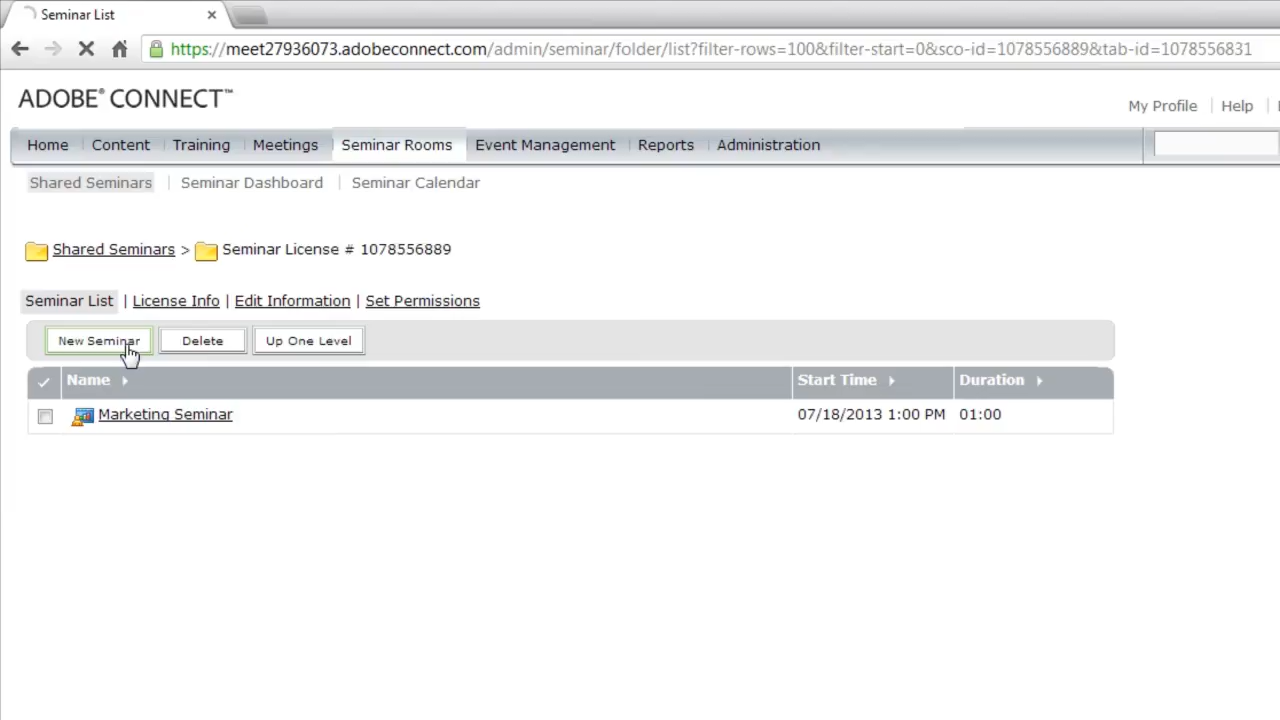 Seminar List
https://meet27936073.adobeconnect.com/admin/seminar/folder/list?filter-rows=100&filter-start=0&sco-id=1078556889&tab-id=1078556831
ADOBE® CONNECT™
My Profile | Help |
Home Content Training Meetings Seminar Rooms Event Management Reports Administration
Shared Seminars | Seminar Dashboard | Seminar Calendar
Shared Seminars > Seminar License # 1078556889
Seminar List | License Info | Edit Information | Set Permissions
New Seminar Delete Up One Level
Name Start Time Duration
Marketing Seminar 07/18/2013 1:00 PM 01:00